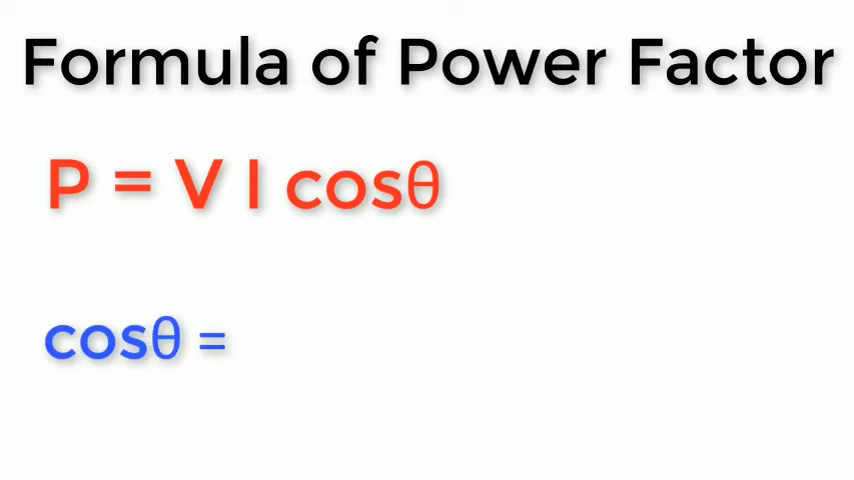 Formula of Power Factor
P = V I cosθ
cosθ =